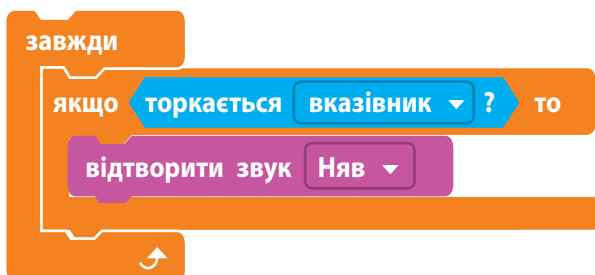 завжди
якщо торкається вказівник ? то
відтворити звук Няв